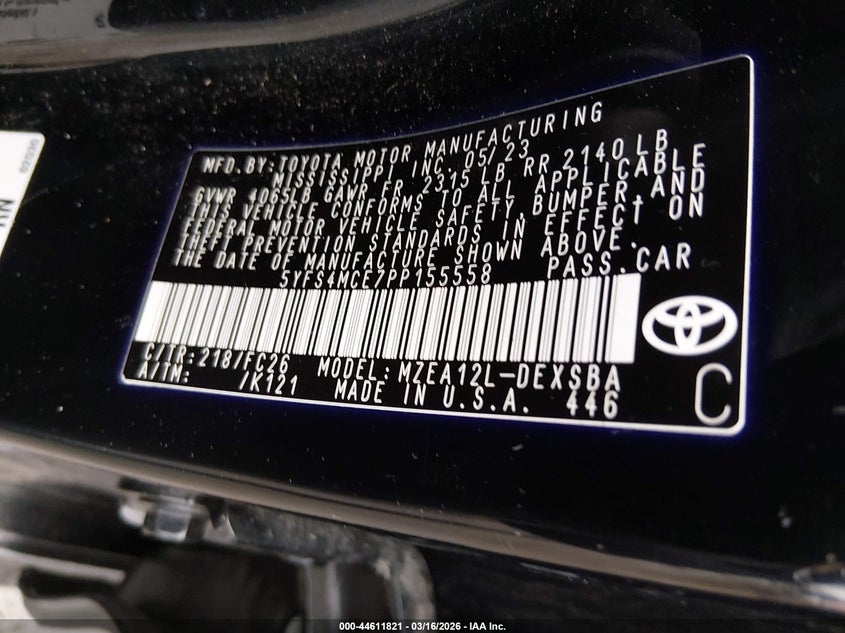 MFD.BY:TOYOTA MOTOR MANUFACTURING
MISSISSIPPI INC. 05/23
GVWR 4065LB GAWR FR 2315 LB RR 2140LB
THIS VEHICLE CONFORMS TO ALL APPLICABLE
FEDERAL MOTOR VEHICLE SAFETY,BUMPER,AND
THEFT PREVENTION STANDARDS IN EFFECT ON
THE DATE OF MANUFACTURE SHOWN ABOVE.
5YFS4MCE7PP155558 PASS.CAR
C/TR:2187FC26 MODEL:MZEA12L-DEXSBA
A/TM: /K121 MADE IN U.S.A. 446
C
000-44611821 - 03/16/2026 - IAA Inc.